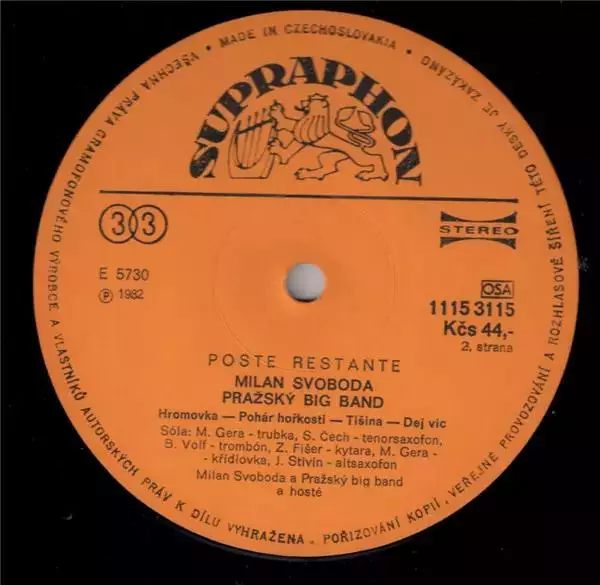 SUPRAPHON
33
STEREO
E 5730
Ⓟ 1982
OSA
1115 3115
Kčs 44,-
2. strana
POSTE RESTANTE
MILAN SVOBODA
PRAŽSKÝ BIG BAND
Hromovka — Pohár hořkosti — Tišina — Dej víc
Sóla: M. Gera - trubka, S. Čech - tenorsaxofon,
B. Volf - trombón, Z. Fišer - kytara, M. Gera -
- křídlovka, J. Stivín - altsaxofon
Milan Svoboda a Pražský big band
a hosté
• MADE IN CZECHOSLOVAKIA •
VŠECHNA PRÁVA GRAMOFONOVÉHO VÝROBCE A VLASTNÍKŮ AUTORSKÝCH PRÁV K DÍLU VYHRAŽENA. POŘIZOVÁNÍ KOPIÍ, VEŘEJNÉ PROVOZOVÁNÍ A ROZHLASOVÉ ŠÍŘENÍ TÉTO DESKY JE ZAKÁZÁNO